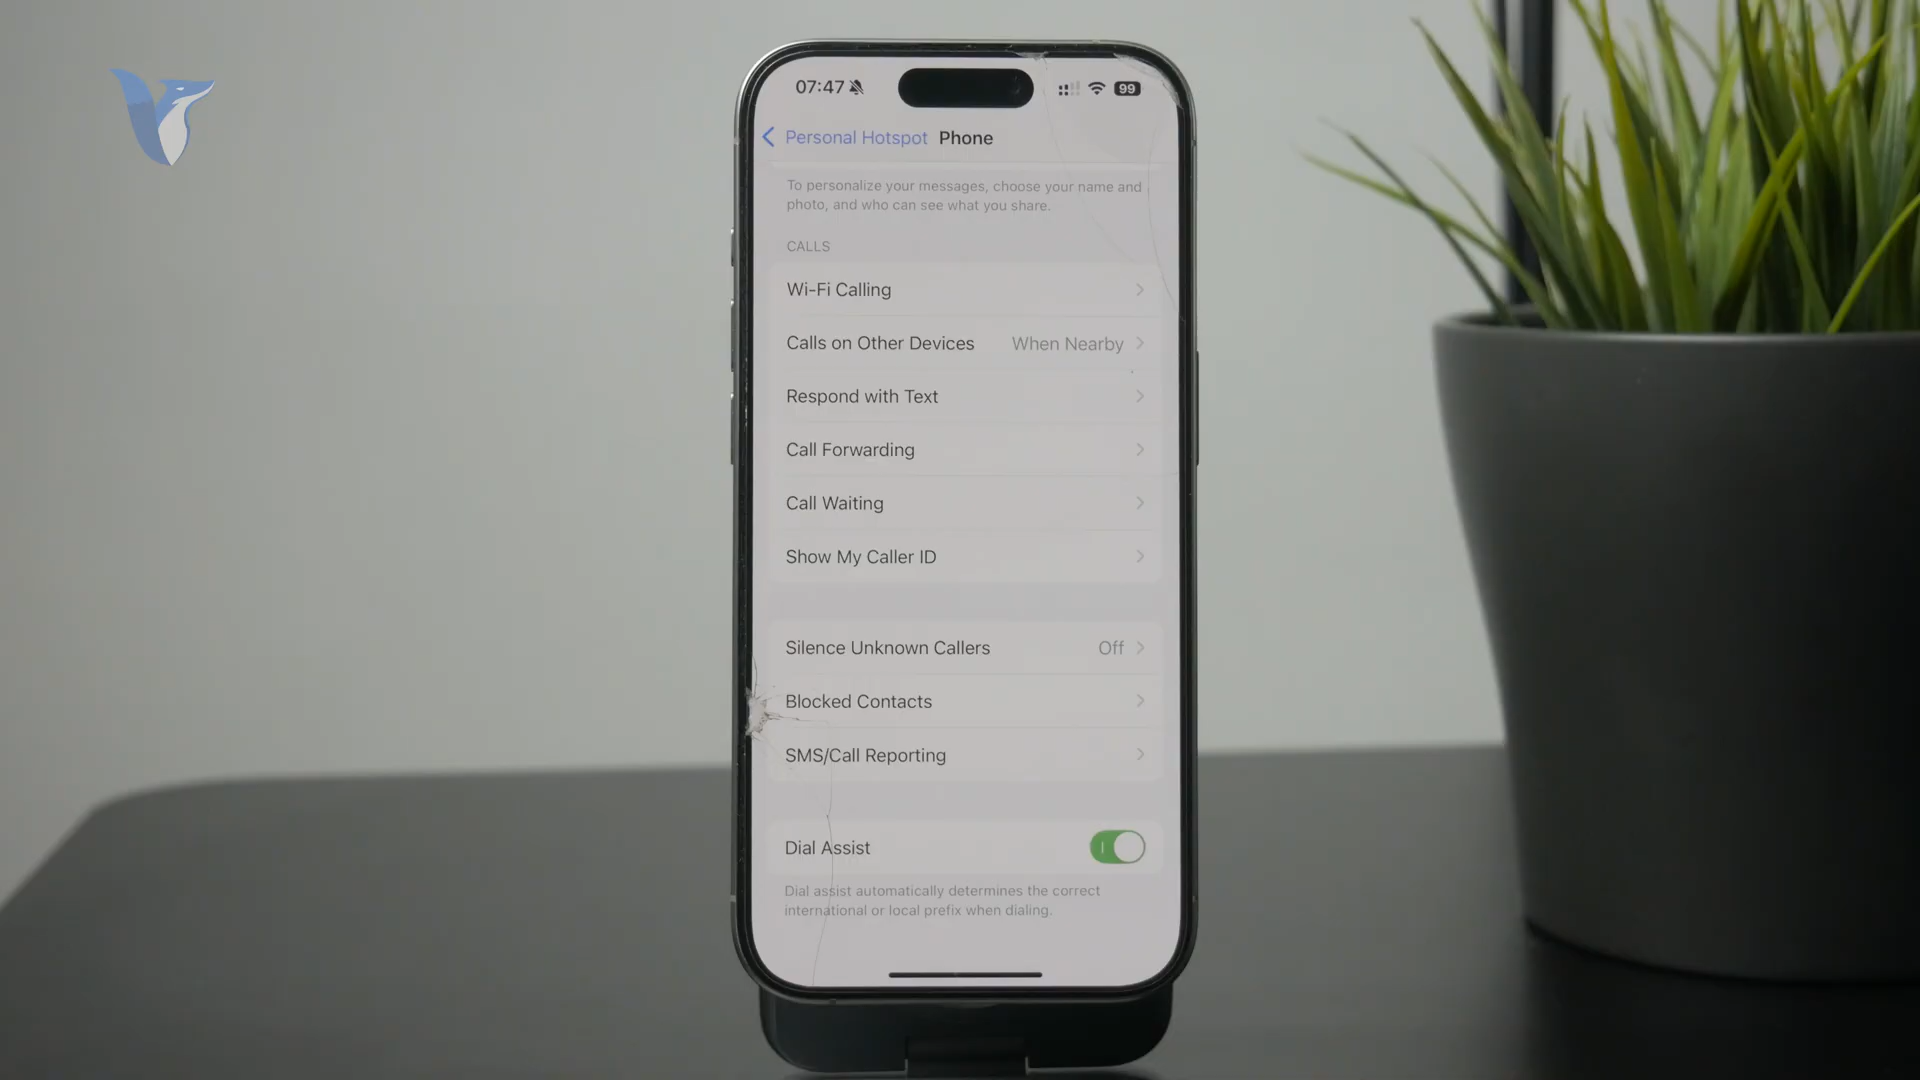 07:47
99
Personal Hotspot Phone
To personalize your messages, choose your name and
photo, and who can see what you share.
CALLS
Wi-Fi Calling
Calls on Other Devices When Nearby
Respond with Text
Call Forwarding
Call Waiting
Show My Caller ID
Silence Unknown Callers Off
Blocked Contacts
SMS/Call Reporting
Dial Assist
Dial assist automatically determines the correct
international or local prefix when dialing.